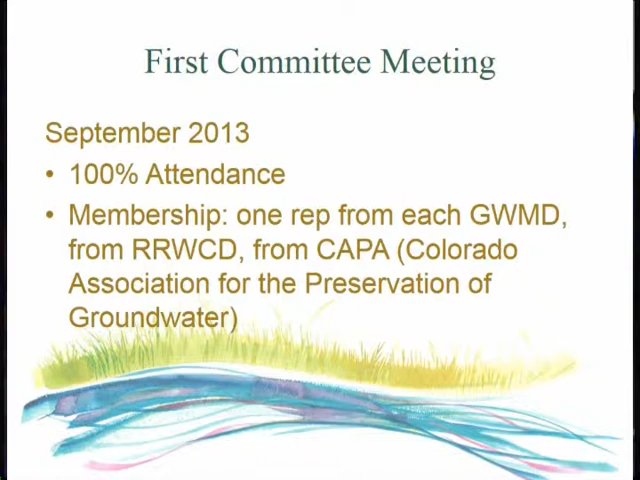 First Committee Meeting
September 2013
• 100% Attendance
• Membership: one rep from each GWMD,
from RRWCD, from CAPA (Colorado
Association for the Preservation of
Groundwater)